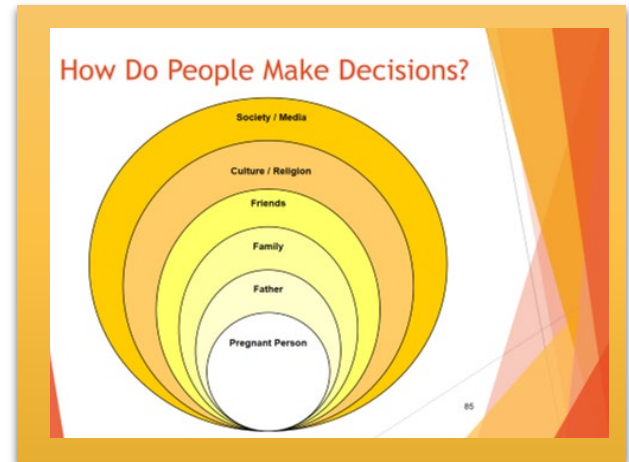 How Do People Make Decisions?
Society / Media
Culture / Religion
Friends
Family
Father
Pregnant Person
85